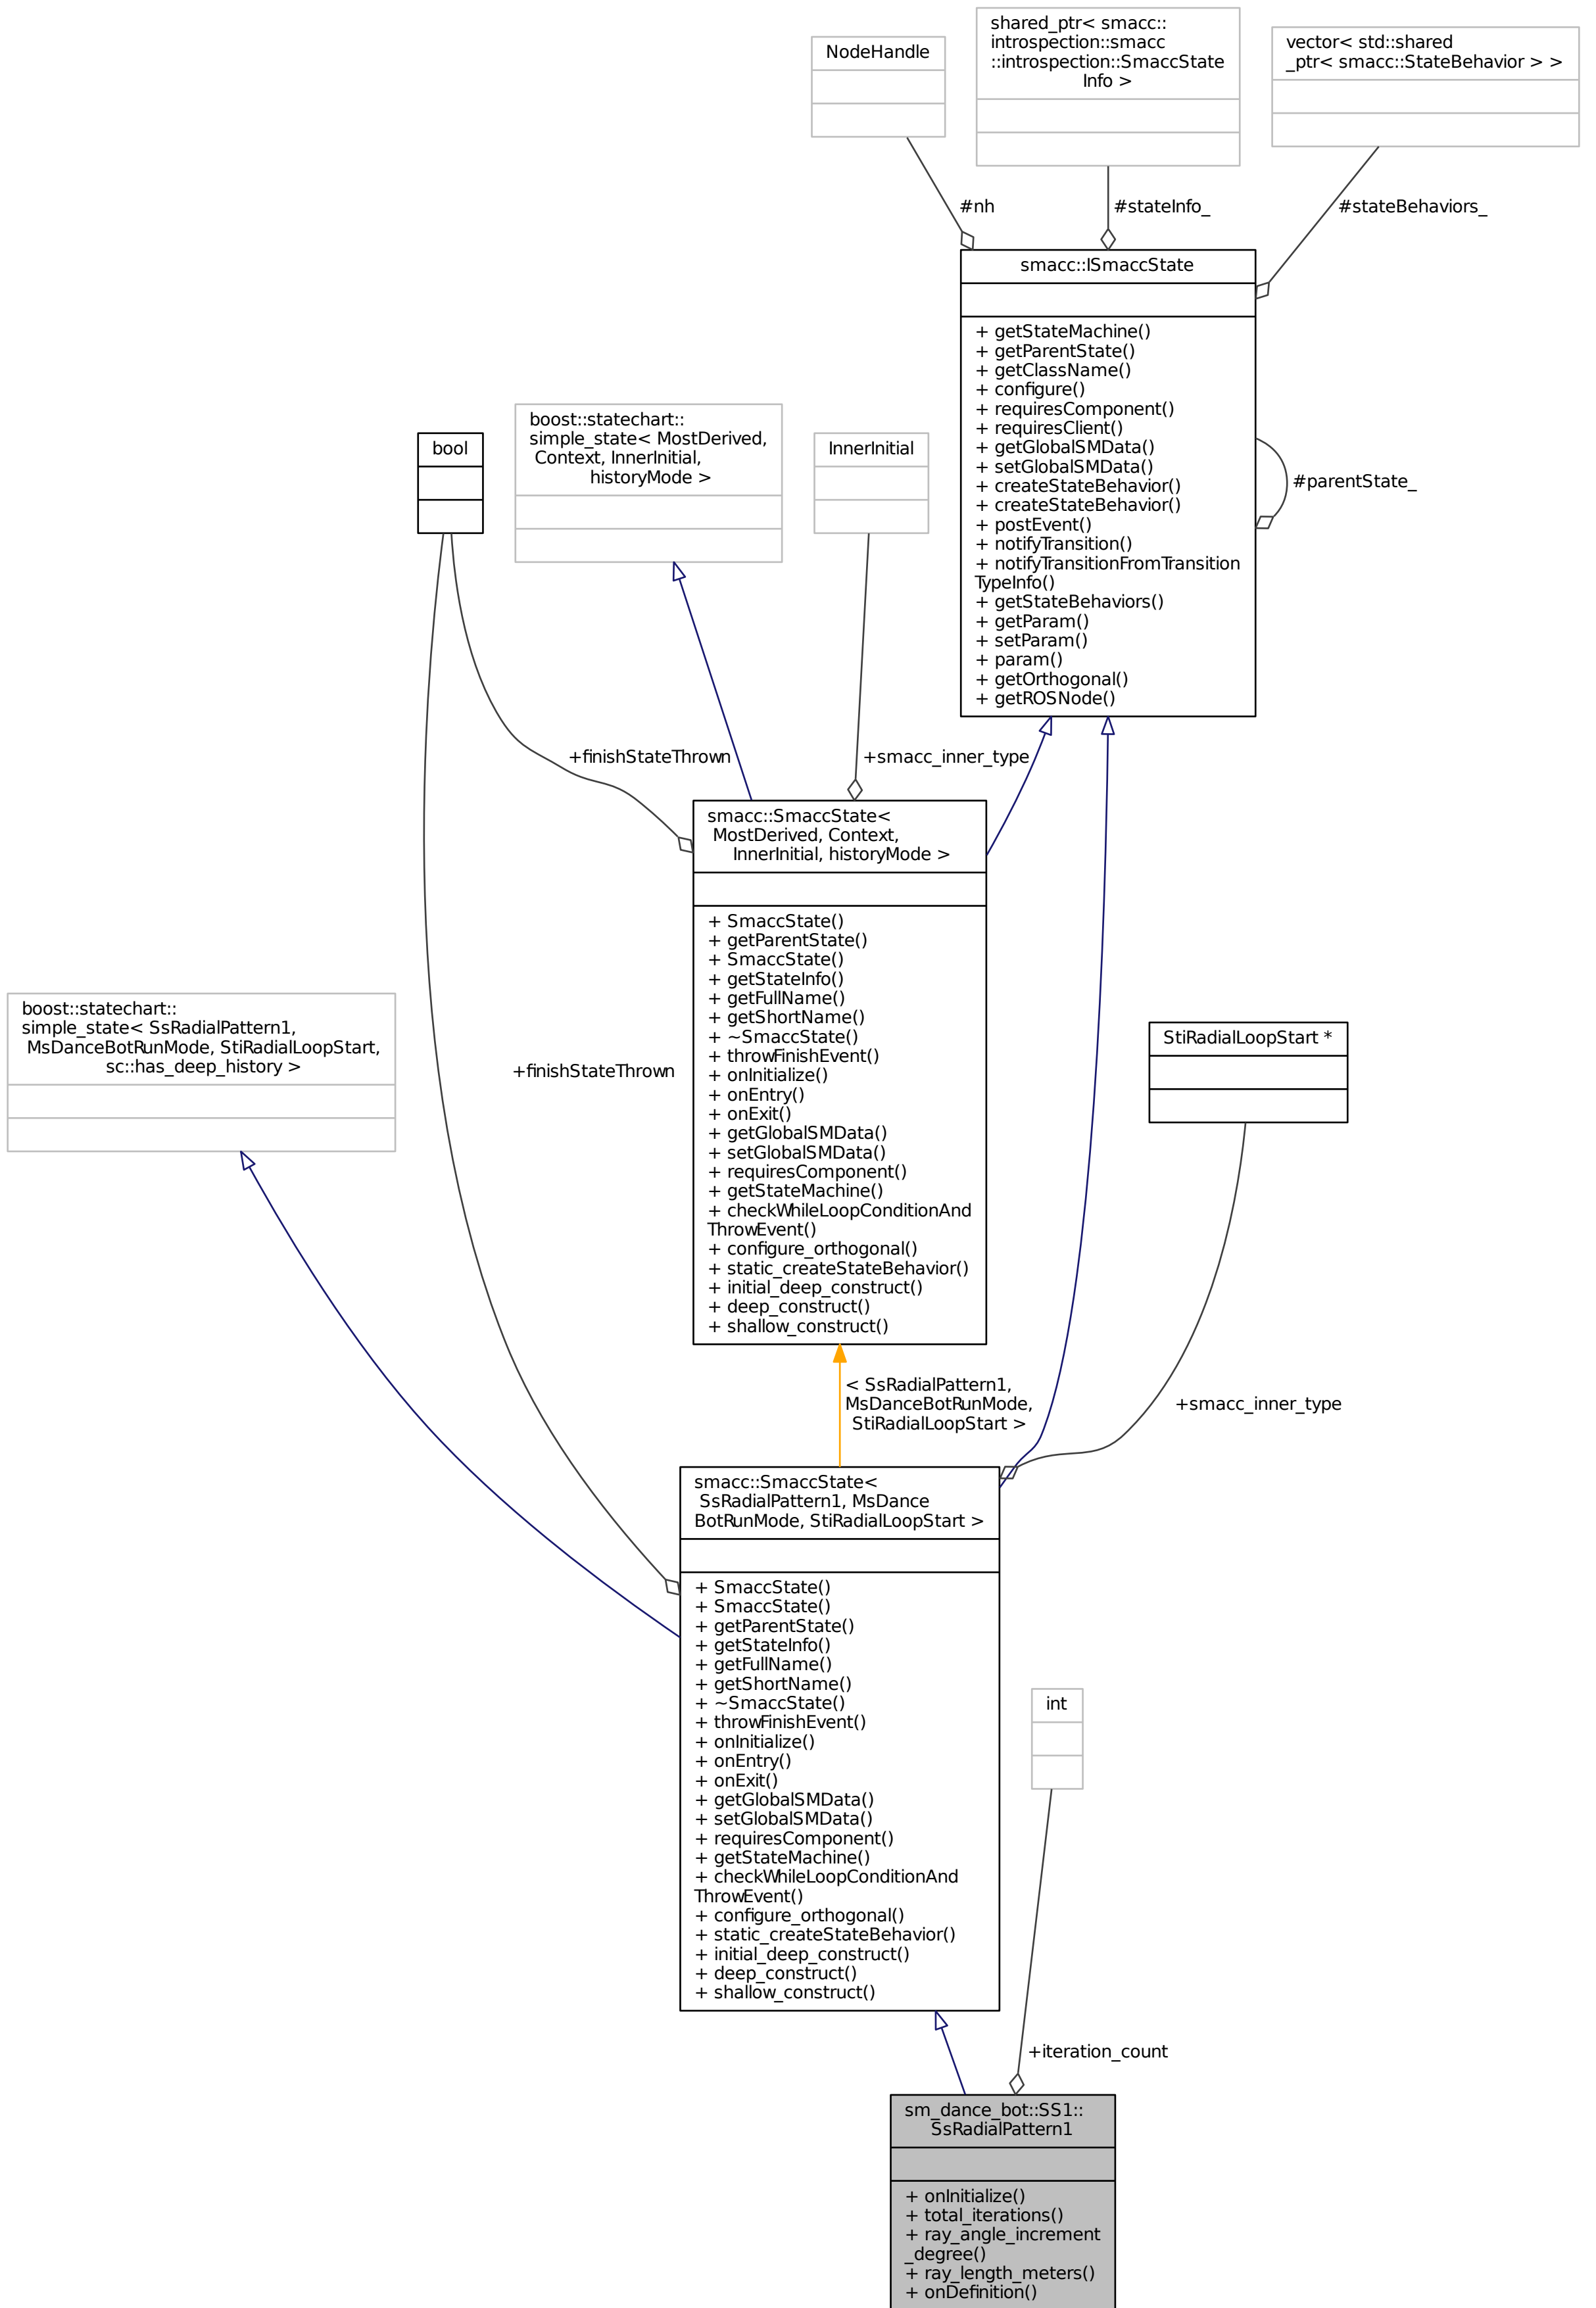 NodeHandle
shared_ptr< smacc::
introspection::smacc
::introspection::SmaccState
Info >
vector< std::shared
_ptr< smacc::StateBehavior > >
#nh
#stateInfo_
#stateBehaviors_
smacc::ISmaccState
+ getStateMachine()
+ getParentState()
+ getClassName()
+ configure()
+ requiresComponent()
+ requiresClient()
+ getGlobalSMData()
+ setGlobalSMData()
+ createStateBehavior()
+ createStateBehavior()
+ postEvent()
+ notifyTransition()
+ notifyTransitionFromTransition
TypeInfo()
+ getStateBehaviors()
+ getParam()
+ setParam()
+ param()
+ getOrthogonal()
+ getROSNode()
#parentState_
bool
boost::statechart::
simple_state< MostDerived,
Context, InnerInitial,
historyMode >
InnerInitial
+finishStateThrown
+smacc_inner_type
smacc::SmaccState<
MostDerived, Context,
InnerInitial, historyMode >
+ SmaccState()
+ getParentState()
+ SmaccState()
+ getStateInfo()
+ getFullName()
+ getShortName()
+ ~SmaccState()
+ throwFinishEvent()
+ onInitialize()
+ onEntry()
+ onExit()
+ getGlobalSMData()
+ setGlobalSMData()
+ requiresComponent()
+ getStateMachine()
+ checkWhileLoopConditionAnd
ThrowEvent()
+ configure_orthogonal()
+ static_createStateBehavior()
+ initial_deep_construct()
+ deep_construct()
+ shallow_construct()
boost::statechart::
simple_state< SsRadialPattern1,
MsDanceBotRunMode, StiRadialLoopStart,
sc::has_deep_history >
+finishStateThrown
StiRadialLoopStart *
< SsRadialPattern1,
MsDanceBotRunMode,
StiRadialLoopStart >
+smacc_inner_type
smacc::SmaccState<
SsRadialPattern1, MsDance
BotRunMode, StiRadialLoopStart >
+ SmaccState()
+ SmaccState()
+ getParentState()
+ getStateInfo()
+ getFullName()
+ getShortName()
+ ~SmaccState()
+ throwFinishEvent()
+ onInitialize()
+ onEntry()
+ onExit()
+ getGlobalSMData()
+ setGlobalSMData()
+ requiresComponent()
+ getStateMachine()
+ checkWhileLoopConditionAnd
ThrowEvent()
+ configure_orthogonal()
+ static_createStateBehavior()
+ initial_deep_construct()
+ deep_construct()
+ shallow_construct()
int
+iteration_count
sm_dance_bot::SS1::
SsRadialPattern1
+ onInitialize()
+ total_iterations()
+ ray_angle_increment
_degree()
+ ray_length_meters()
+ onDefinition()